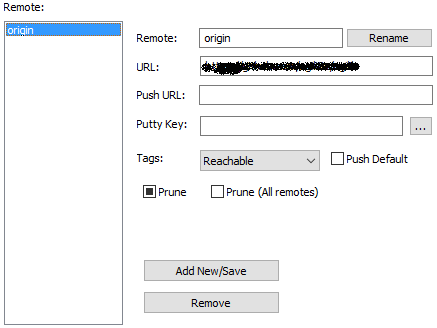 Remote:
origin
Remote: origin Rename
URL:
Push URL:
Putty Key: ...
Tags: Reachable Push Default
Prune Prune (All remotes)
Add New/Save
Remove